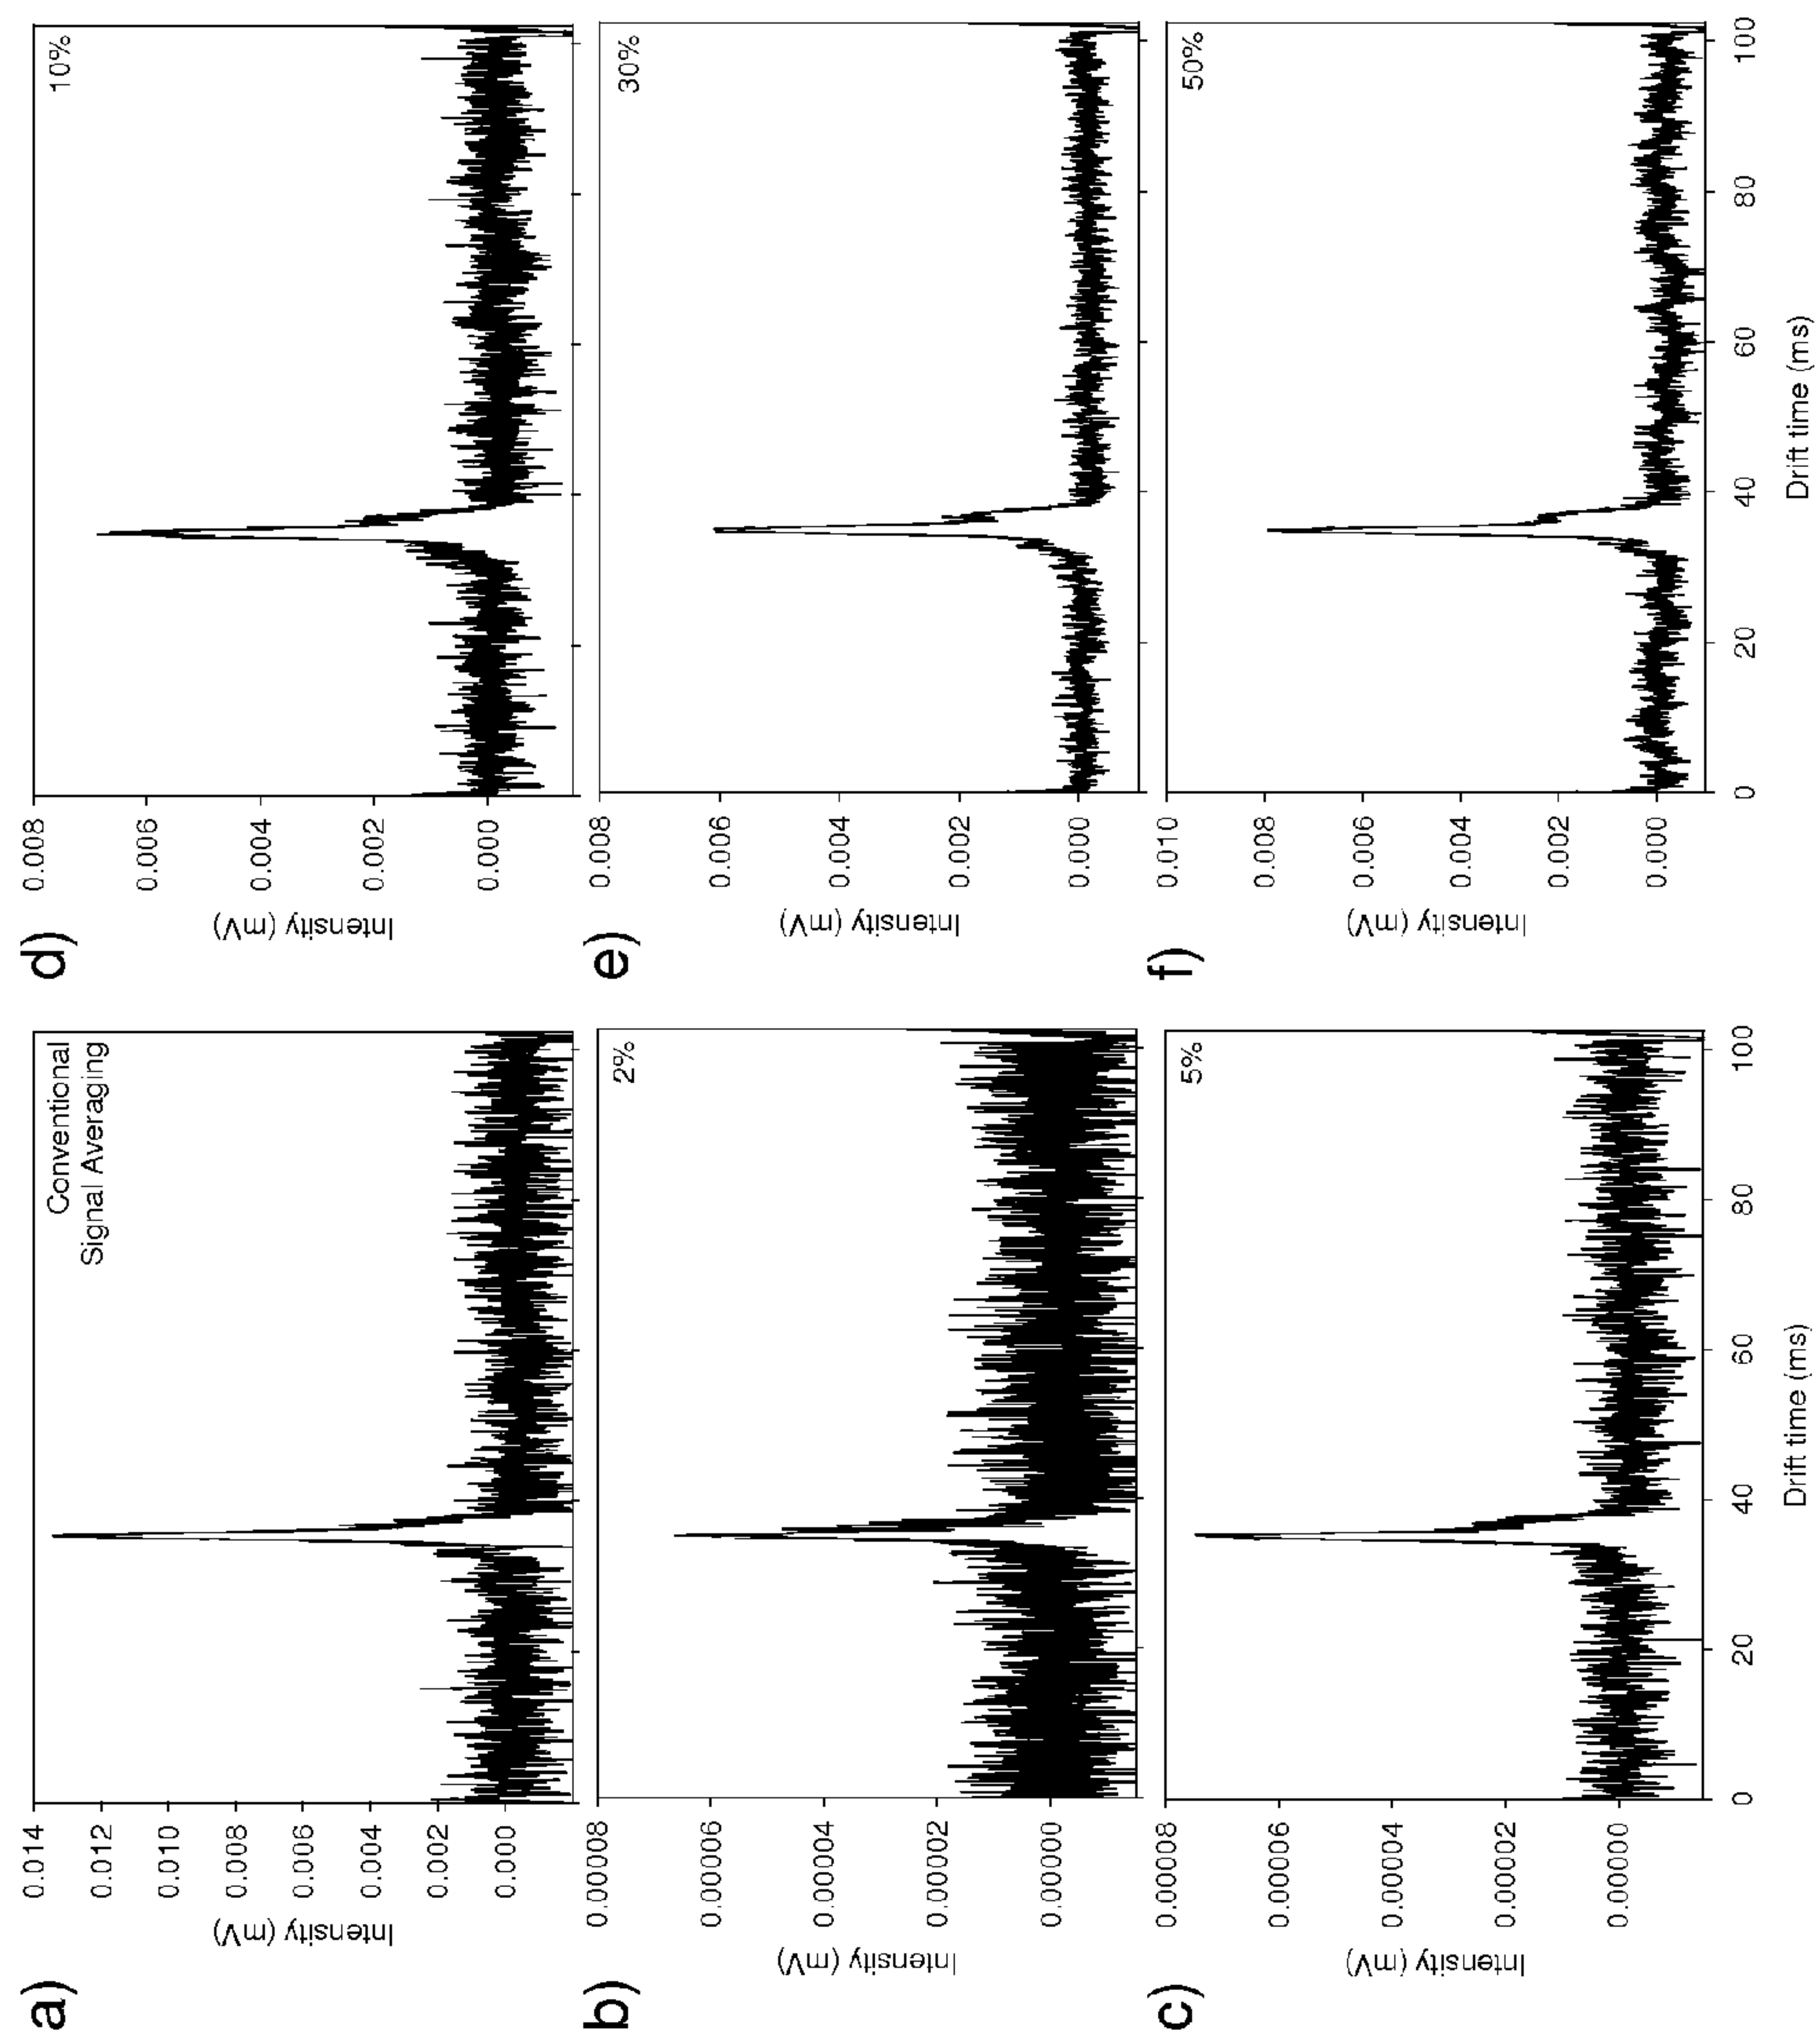 a)
Conventional
Signal Averaging
0.014
0.012
0.010
0.008
0.006
0.004
0.002
0.000
Intensity (mV)
b)
2%
0.00008
0.00006
0.00004
0.00002
0.00000
Intensity (mV)
c)
5%
0.00008
0.00006
0.00004
0.00002
0.00000
Intensity (mV)
0 20 40 60 80 100
Drift time (ms)
d)
10%
0.008
0.006
0.004
0.002
0.000
Intensity (mV)
e)
30%
0.008
0.006
0.004
0.002
0.000
Intensity (mV)
f)
50%
0.010
0.008
0.006
0.004
0.002
0.000
Intensity (mV)
0 20 40 60 80 100
Drift time (ms)